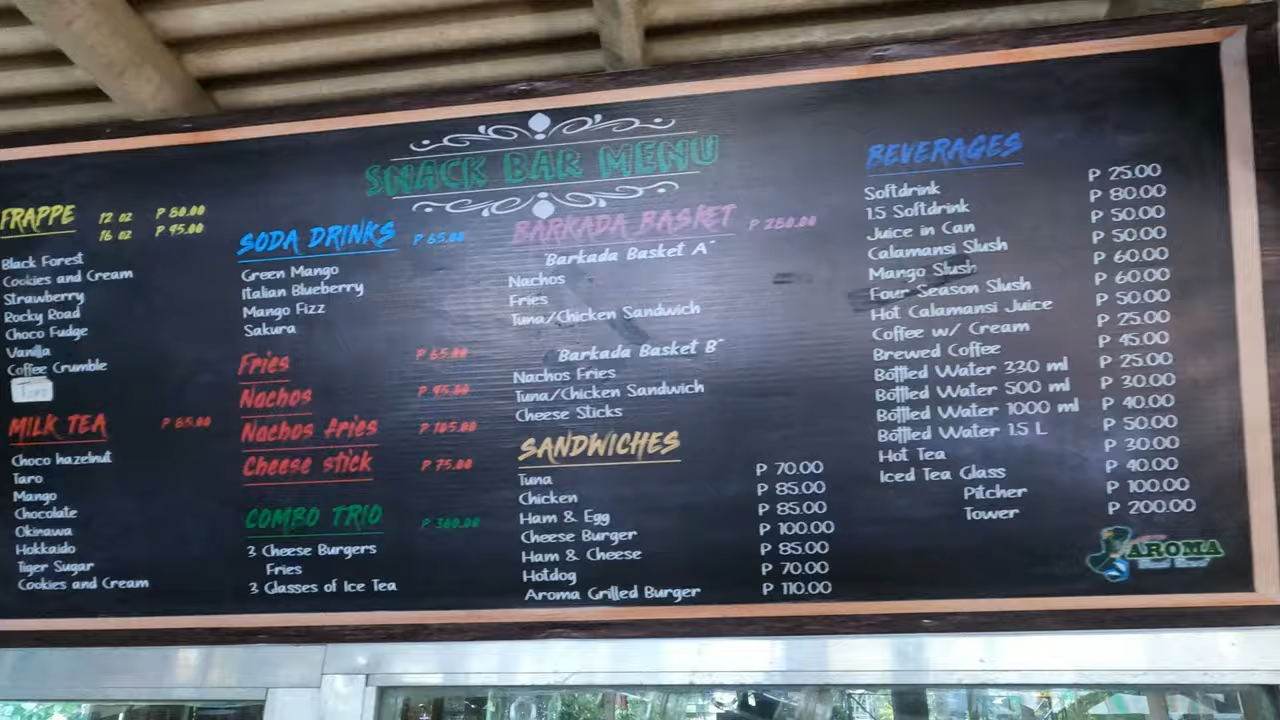 SNACK BAR MENU
FRAPPE 12 oz P 80.00
16 oz P 95.00
Black Forest
Cookies and Cream
Strawberry
Rocky Road
Choco Fudge
Vanilla
Coffee Crumble
Taro
MILK TEA P 85.00
Choco hazelnut
Taro
Mango
Chocolate
Okinawa
Hokkaido
Tiger Sugar
Cookies and Cream
SODA DRINKS P 65.00
Green Mango
Italian Blueberry
Mango Fizz
Sakura
Fries P 65.00
Nachos P 95.00
Nachos fries P 105.00
Cheese stick P 75.00
COMBO TRIO P 300.00
3 Cheese Burgers
Fries
3 Glasses of Ice Tea
BARKADA BASKET P 280.00
"Barkada Basket A"
Nachos
Fries
Tuna/Chicken Sandwich
"Barkada Basket B"
Nachos Fries
Tuna/Chicken Sandwich
Cheese Sticks
SANDWICHES
Tuna P 70.00
Chicken P 85.00
Ham & Egg P 85.00
Cheese Burger P 100.00
Ham & Cheese P 85.00
Hotdog P 70.00
Aroma Grilled Burger P 110.00
BEVERAGES
Softdrink P 25.00
1.5 Softdrink P 80.00
Juice in Can P 50.00
Calamansi Slush P 50.00
Mango Slush P 60.00
Four Season Slush P 60.00
Hot Calamansi Juice P 50.00
Coffee w/ Cream P 25.00
Brewed Coffee P 45.00
Bottled Water 330 ml P 25.00
Bottled Water 500 ml P 30.00
Bottled Water 1000 ml P 40.00
Bottled Water 1.5 L P 50.00
Hot Tea P 30.00
Iced Tea Glass P 40.00
Pitcher P 100.00
Tower P 200.00
AROMA